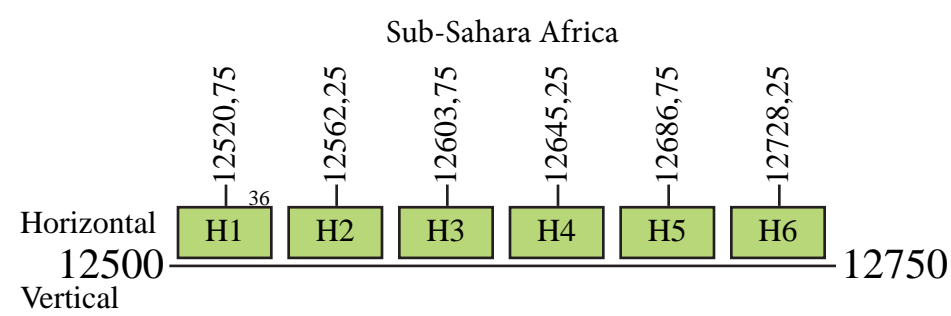 Sub-Sahara Africa
12520,75 12562,25 12603,75 12645,25 12686,75 12728,25
36
Horizontal H1 H2 H3 H4 H5 H6
12500 12750
Vertical